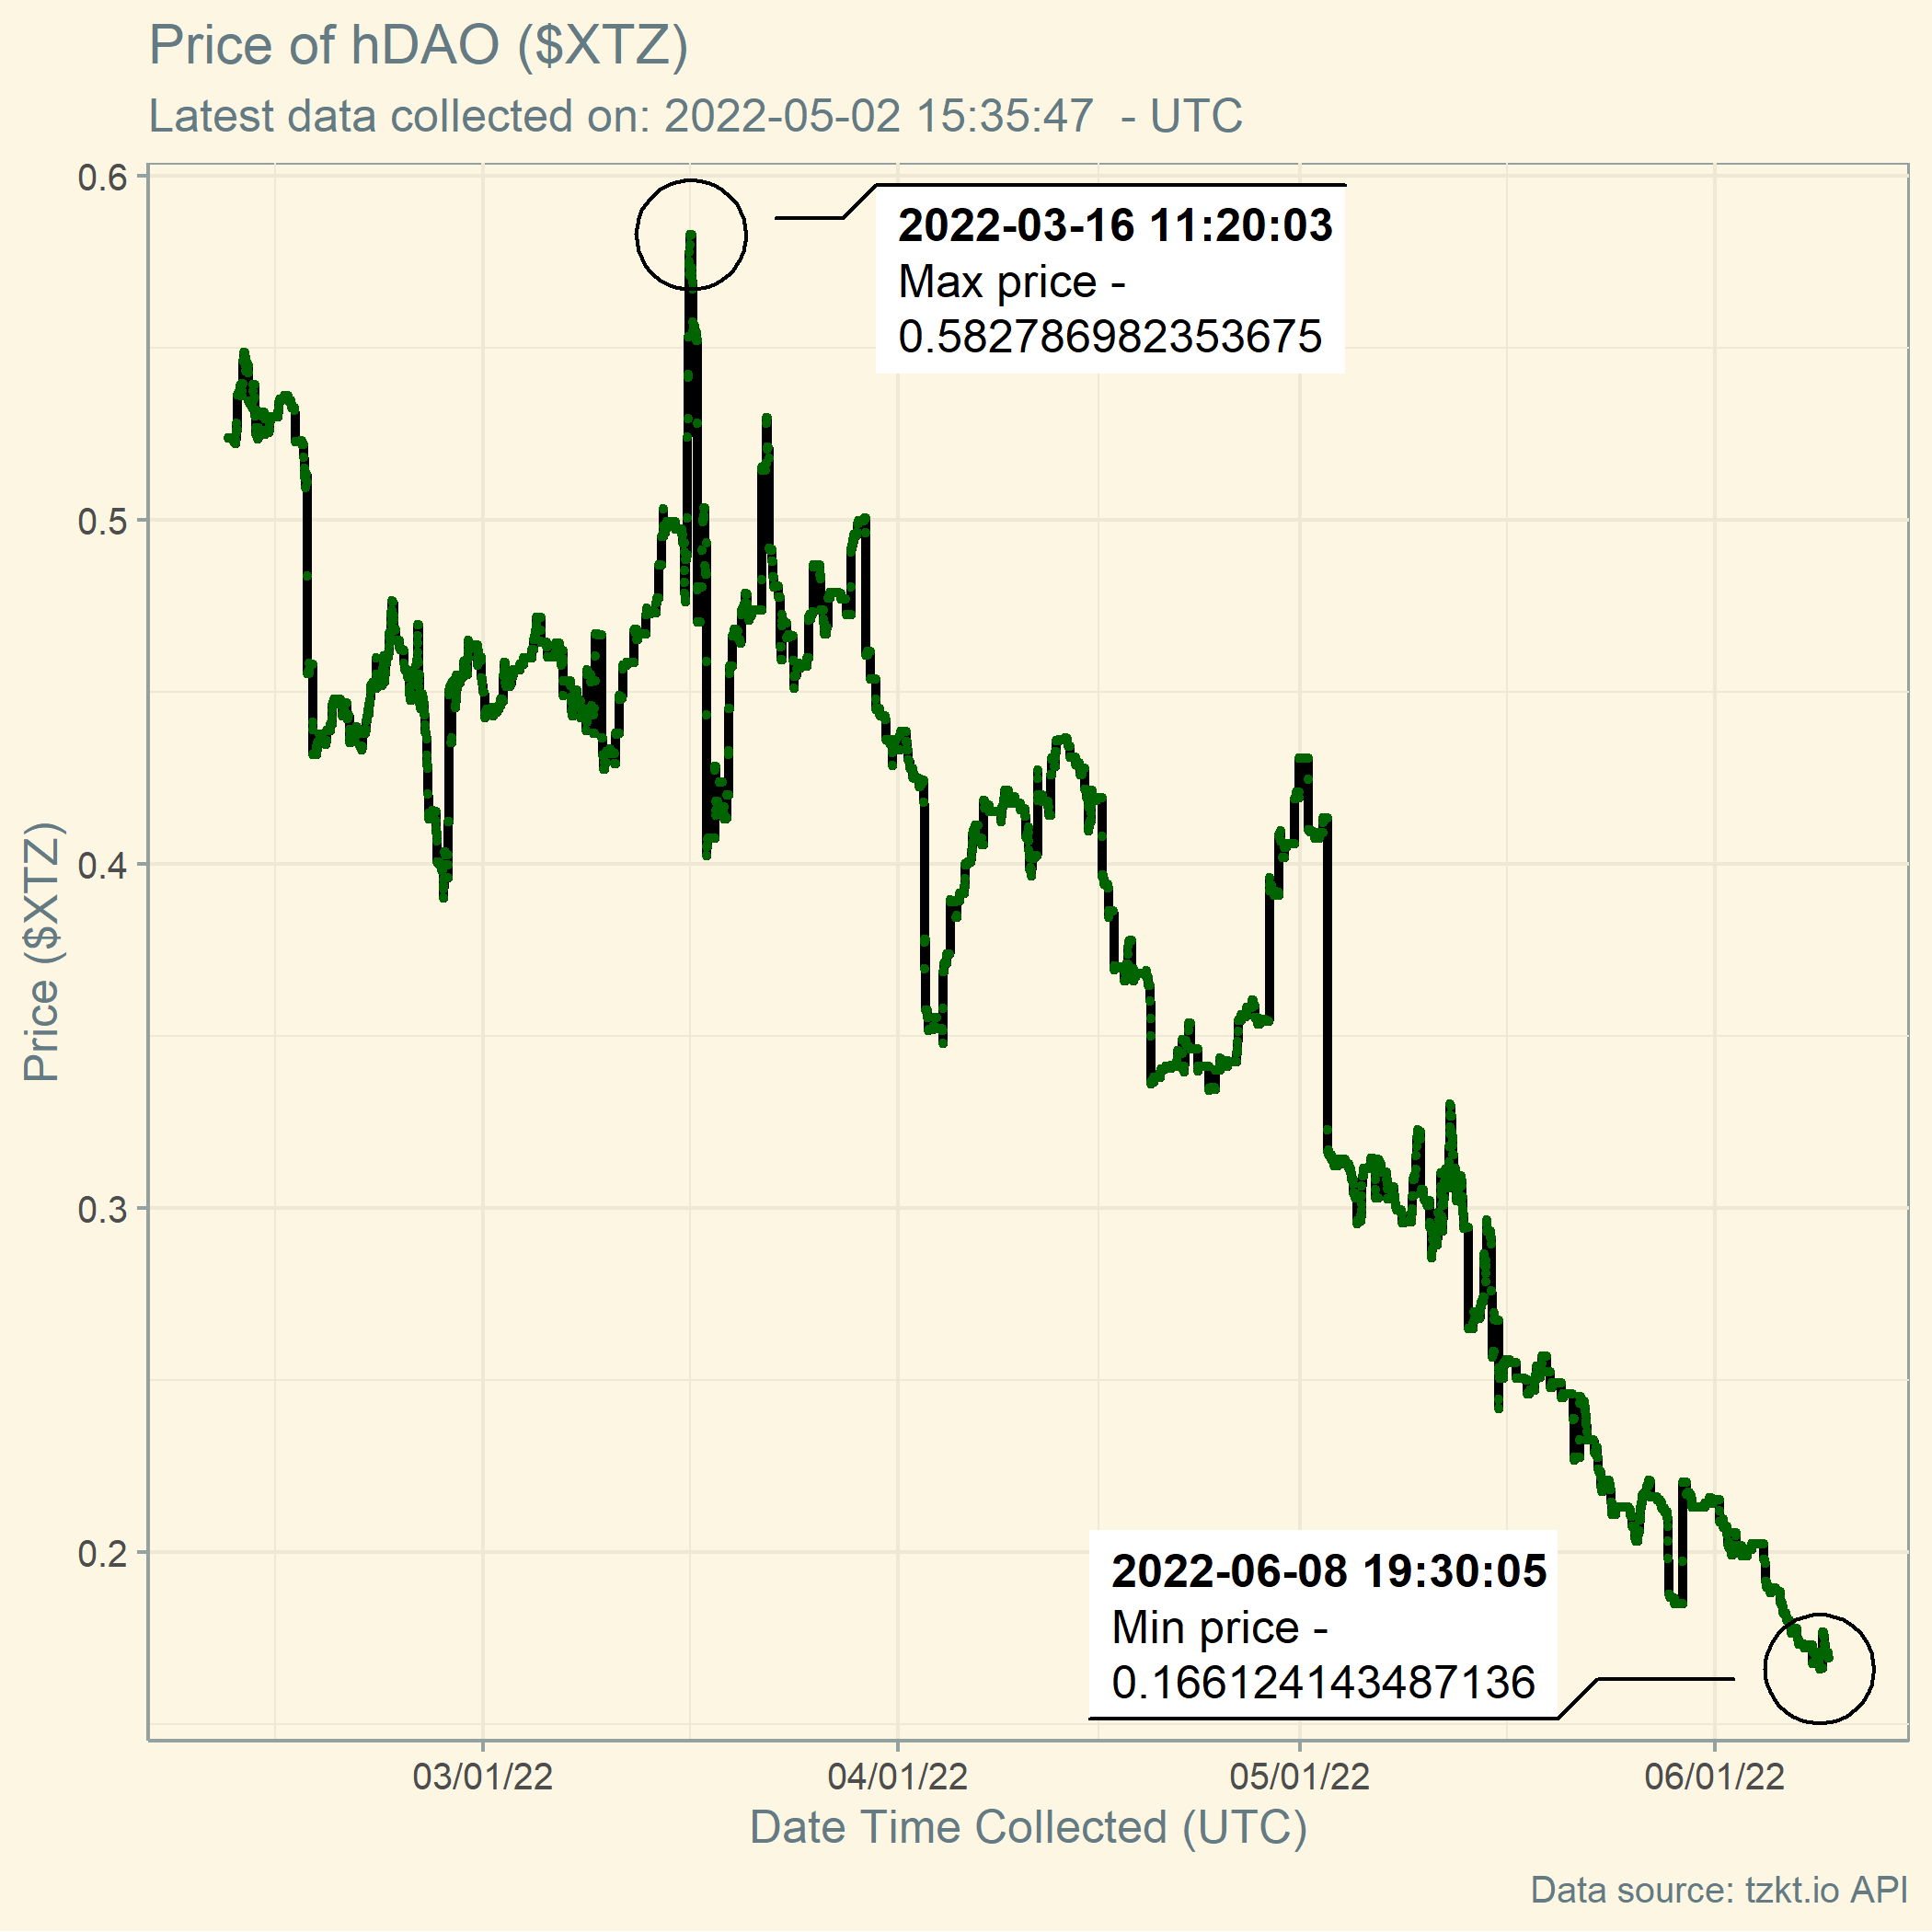 Price of hDAO ($XTZ)
Latest data collected on: 2022-05-02 15:35:47  - UTC
0.6
0.5
0.4
0.3
0.2
Price ($XTZ)
2022-03-16 11:20:03
Max price -
0.582786982353675
2022-06-08 19:30:05
Min price -
0.166124143487136
03/01/22
04/01/22
05/01/22
06/01/22
Date Time Collected (UTC)
Data source: tzkt.io API